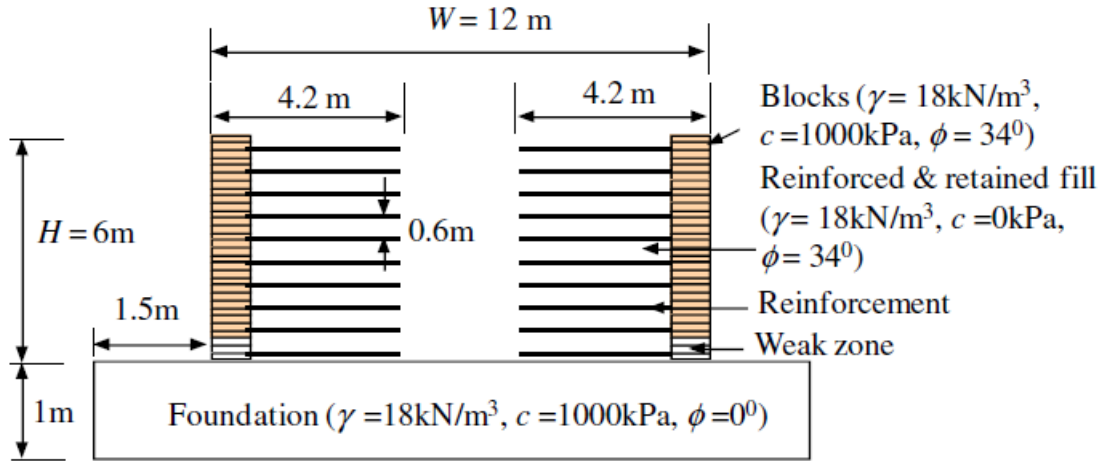 W = 12 m
4.2 m
4.2 m
Blocks (γ = 18kN/m³,
c =1000kPa, ϕ = 34⁰)
Reinforced & retained fill
(γ = 18kN/m³, c =0kPa,
ϕ = 34⁰)
H = 6m
0.6m
Reinforcement
1.5m
Weak zone
1m
Foundation (γ =18kN/m³, c =1000kPa, ϕ =0⁰)